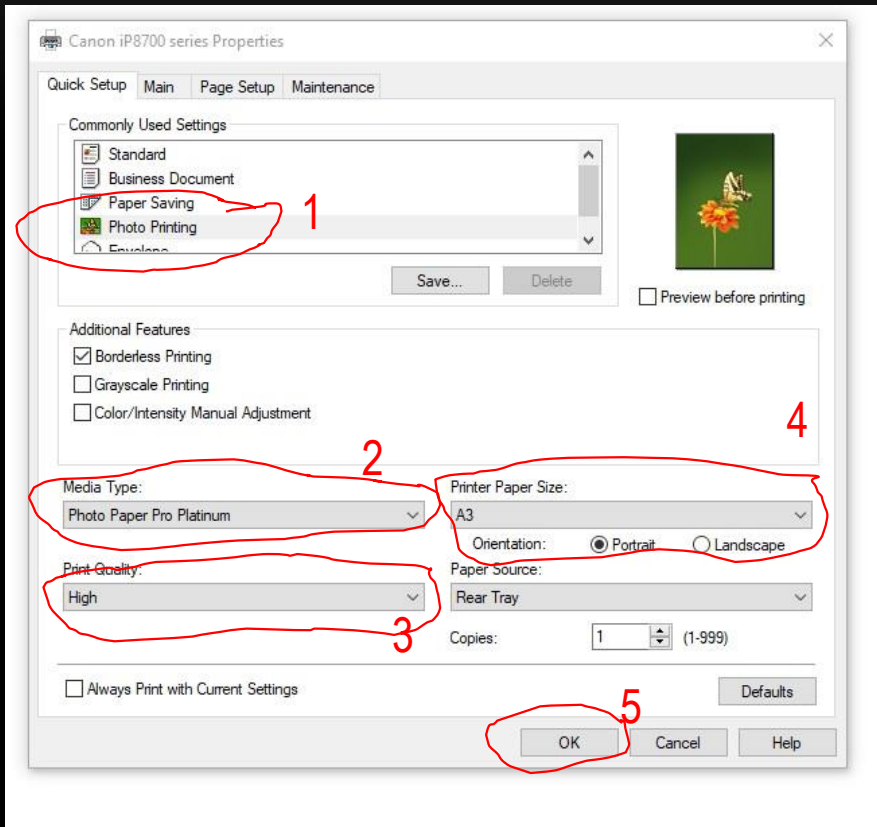 Canon iP8700 series Properties
Quick Setup Main Page Setup Maintenance
Commonly Used Settings
Standard
Business Document
Paper Saving
1
Photo Printing
Envelope
Save... Delete
Preview before printing
Additional Features
Borderless Printing
Grayscale Printing
Color/Intensity Manual Adjustment
4
2
Media Type: Printer Paper Size:
Photo Paper Pro Platinum A3
Orientation: Portrait Landscape
Print Quality: Paper Source:
High Rear Tray
3
Copies: 1 (1-999)
Always Print with Current Settings Defaults
5
OK Cancel Help